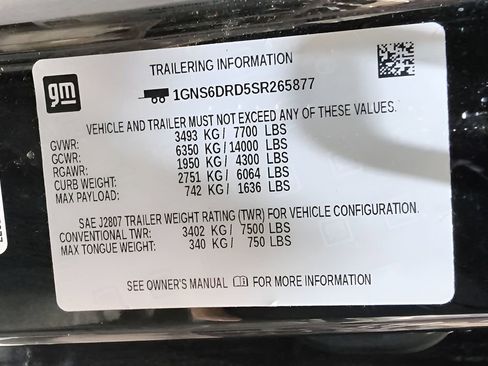 gm
TRAILERING INFORMATION
1GNS6DRD5SR265877
VEHICLE AND TRAILER MUST NOT EXCEED ANY OF THESE VALUES.
GVWR: 3493 KG/ 7700 LBS
GCWR: 6350 KG/14000 LBS
RGAWR: 1950 KG/ 4300 LBS
CURB WEIGHT: 2751 KG/ 6064 LBS
MAX PAYLOAD: 742 KG/ 1636 LBS
SAE J2807 TRAILER WEIGHT RATING (TWR) FOR VEHICLE CONFIGURATION.
CONVENTIONAL TWR: 3402 KG/ 7500 LBS
MAX TONGUE WEIGHT: 340 KG/ 750 LBS
SEE OWNER'S MANUAL FOR MORE INFORMATION